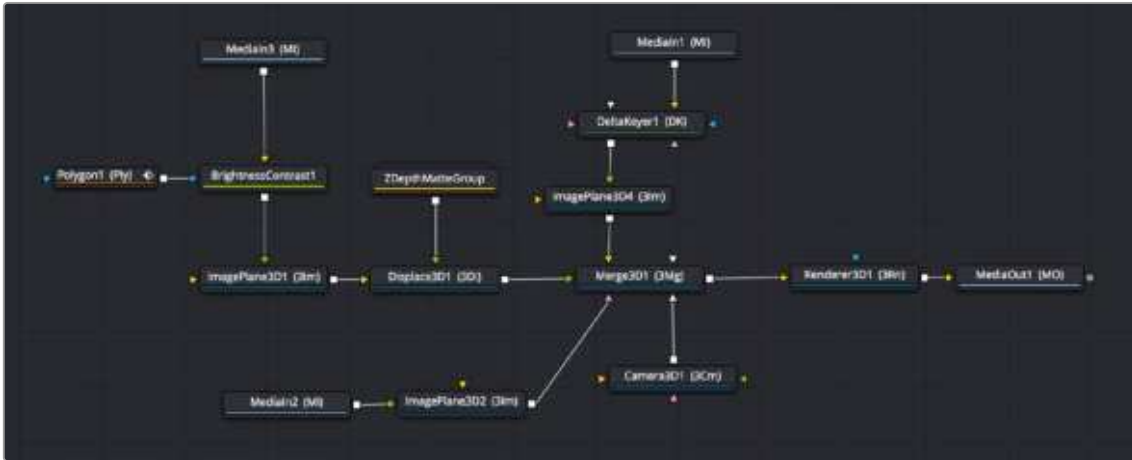 MediaIn3 (MI)
MediaIn1 (MI)
DeltaKeyer1 (DK)
Polygon1 (Ply)
BrightnessContrast1
ZDepthMatteGroup
ImagePlane3D4 (3Im)
ImagePlane3D1 (3Im)
Displace3D1 (3Di)
Merge3D1 (3Mg)
Renderer3D1 (3Rn)
MediaOut1 (MO)
Camera3D1 (3Cm)
MediaIn2 (MI)
ImagePlane3D2 (3Im)